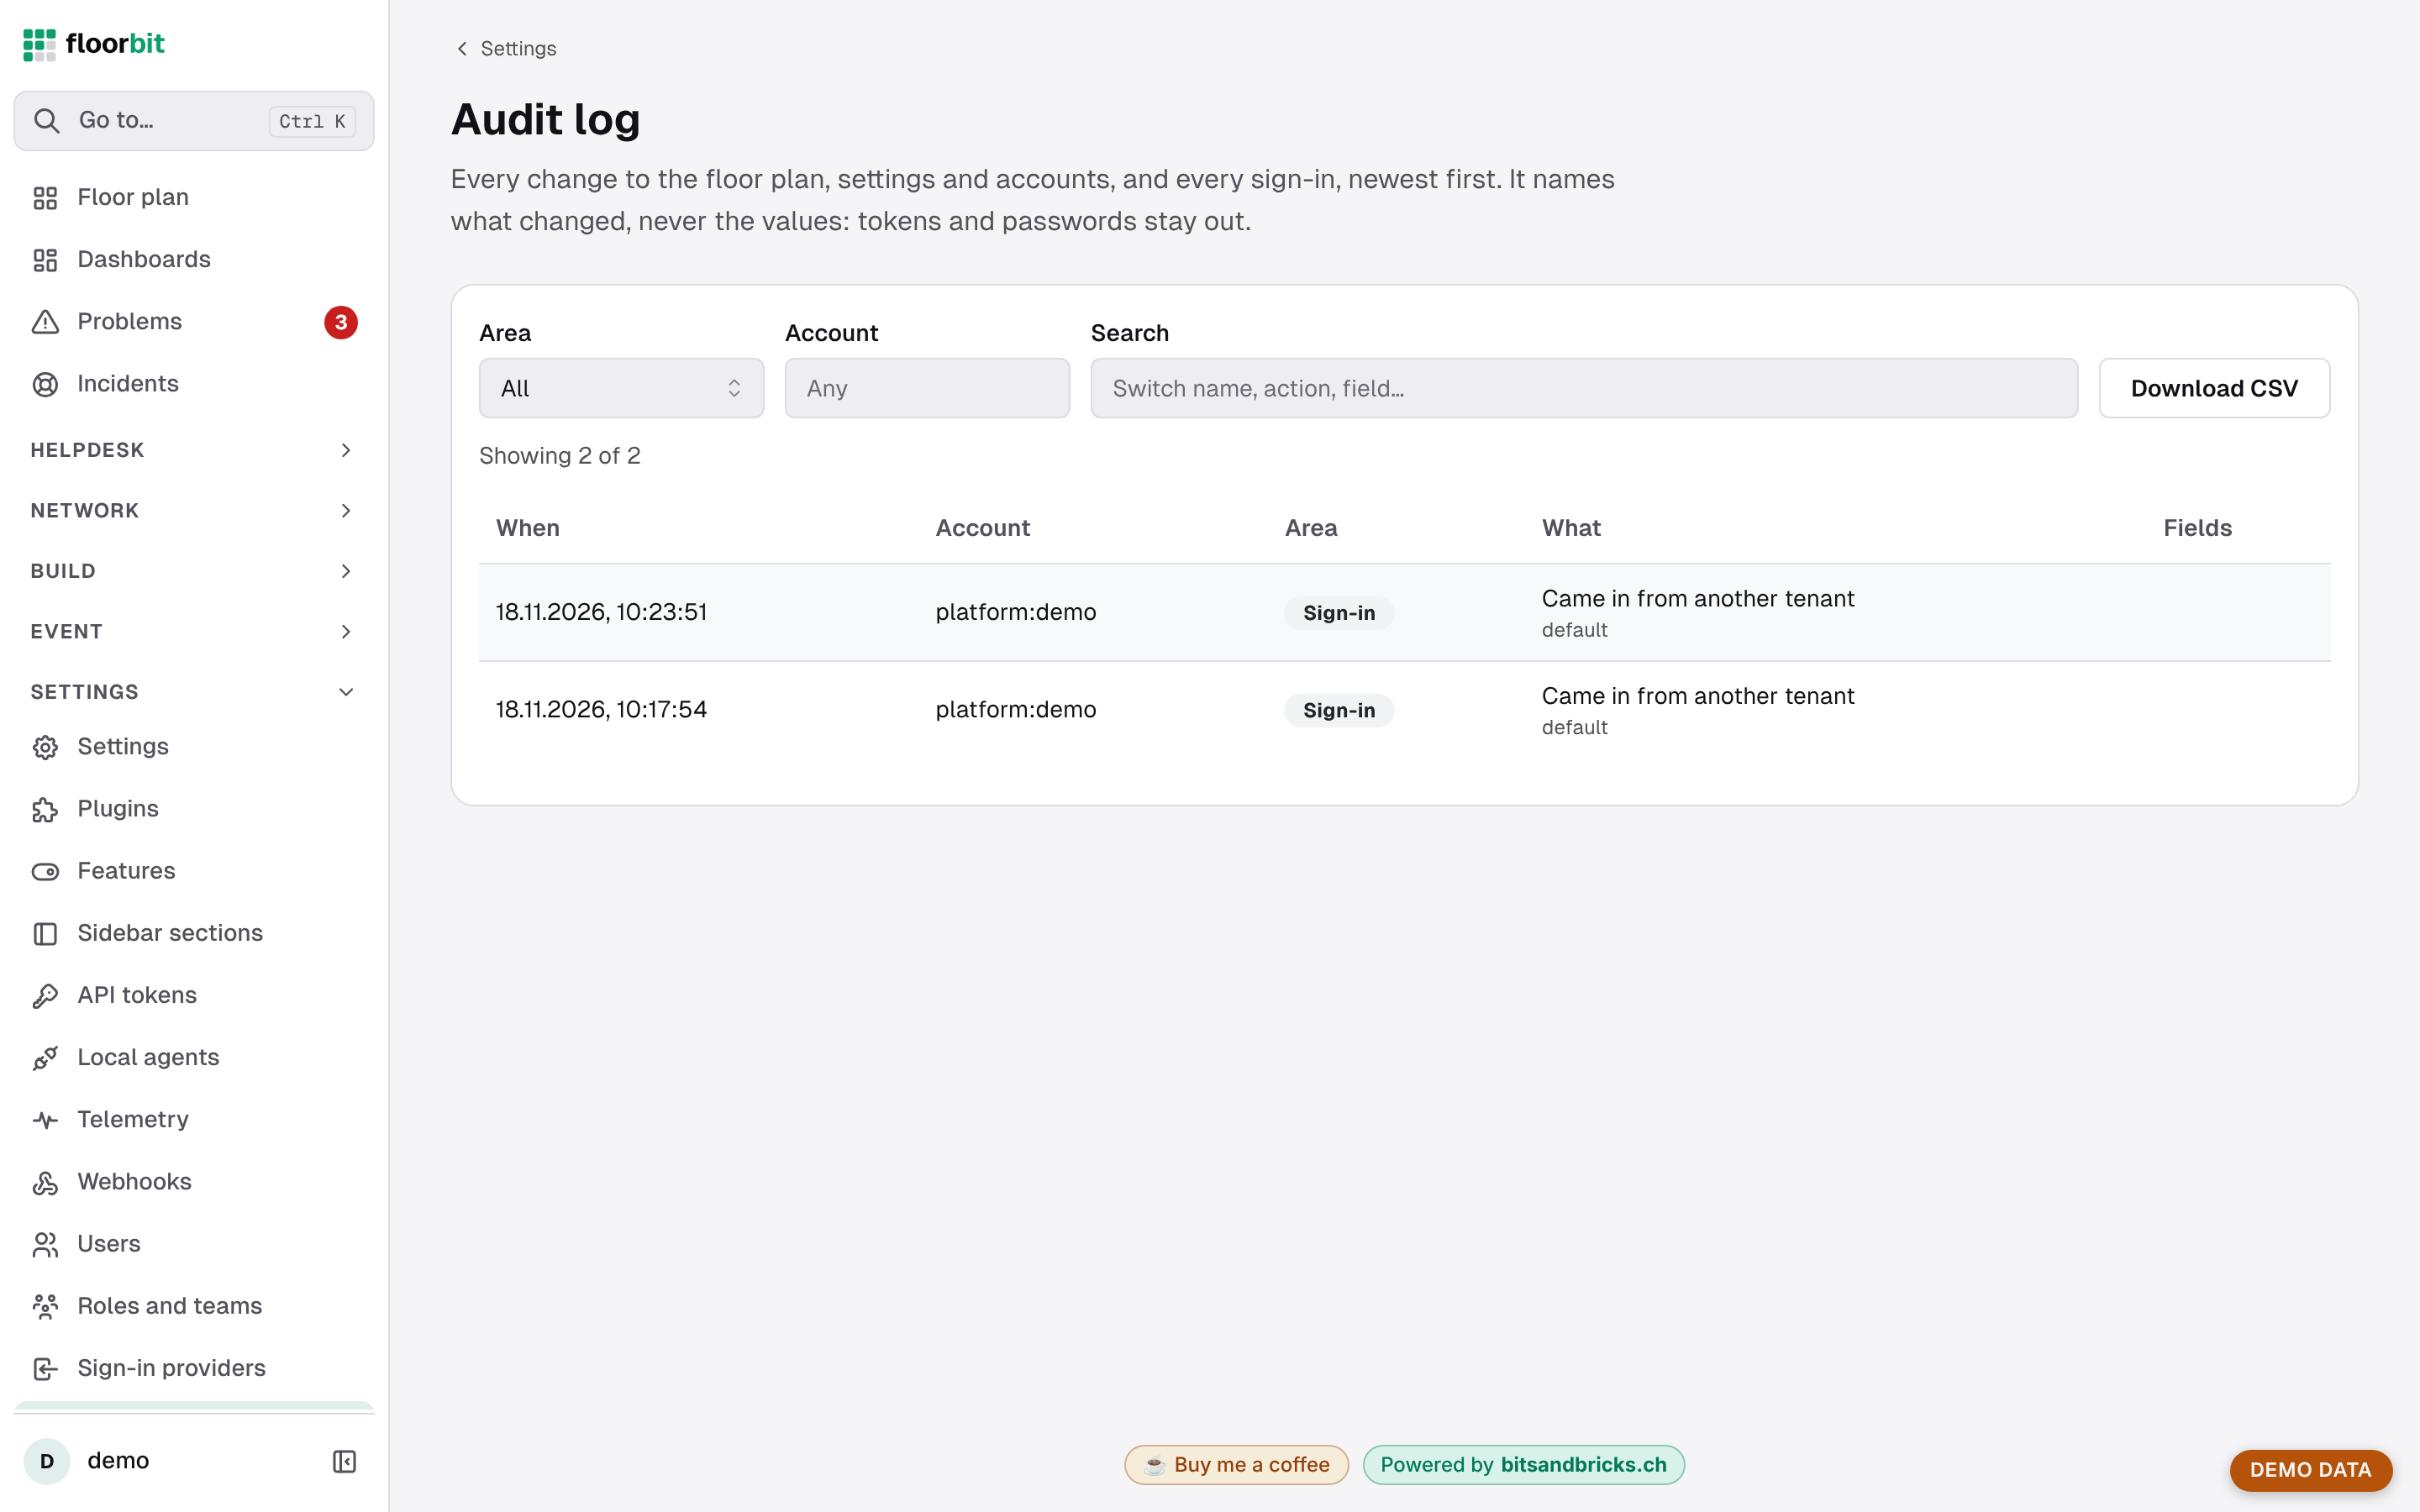 floorbit
Go to...
Ctrl K
Floor plan
Dashboards
Problems
3
Incidents
HELPDESK
NETWORK
BUILD
EVENT
SETTINGS
Settings
Plugins
Features
Sidebar sections
API tokens
Local agents
Telemetry
Webhooks
Users
Roles and teams
Sign-in providers
D
demo
Settings
Audit log
Every change to the floor plan, settings and accounts, and every sign-in, newest first. It names
what changed, never the values: tokens and passwords stay out.
Area
Account
Search
All
Any
Switch name, action, field...
Download CSV
Showing 2 of 2
When
Account
Area
What
Fields
18.11.2026, 10:23:51
platform:demo
Sign-in
Came in from another tenant
default
18.11.2026, 10:17:54
platform:demo
Sign-in
Came in from another tenant
default
Buy me a coffee
Powered by bitsandbricks.ch
DEMO DATA